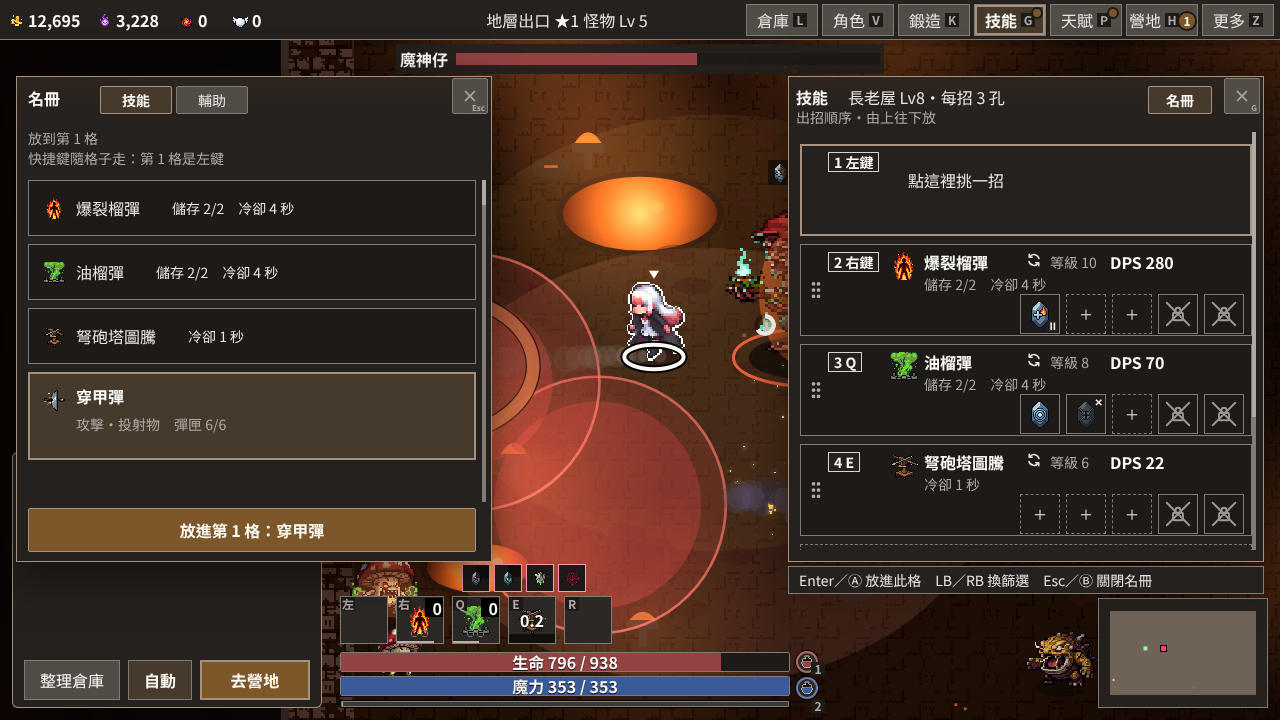 12,695 3,228 0 0 地層出口 ★1 怪物 Lv 5 倉庫 L 角色 V 鍛造 K 技能 G 天賦 P 營地 H 1 更多 Z
魔神仔
名冊 技能 輔助 Esc
放到第 1 格
快捷鍵隨格子走：第 1 格是左鍵
爆裂榴彈 儲存 2/2 冷卻 4 秒
油榴彈 儲存 2/2 冷卻 4 秒
弩砲塔圖騰 冷卻 1 秒
穿甲彈
攻擊・投射物 彈匣 6/6
放進第 1 格：穿甲彈
整理倉庫 自動 去營地
技能 長老屋 Lv8・每招 3 孔 名冊 G
出招順序・由上往下放
1 左鍵
點這裡挑一招
2 右鍵 爆裂榴彈 等級 10 DPS 280
儲存 2/2 冷卻 4 秒
3 Q 油榴彈 等級 8 DPS 70
儲存 2/2 冷卻 4 秒
4 E 弩砲塔圖騰 等級 6 DPS 22
冷卻 1 秒
Enter／Ⓐ 放進此格 LB／RB 換篩選 Esc／Ⓑ 關閉名冊
左 右 0 Q 0 E 0.2 R
生命 796 / 938 1
魔力 353 / 353 2